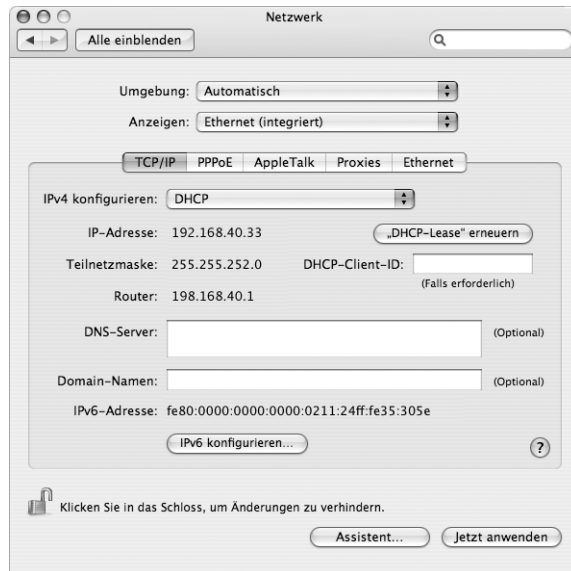 Netzwerk
Alle einblenden
Umgebung: Automatisch
Anzeigen: Ethernet (integriert)
TCP/IP PPPoE AppleTalk Proxies Ethernet
IPv4 konfigurieren: DHCP
IP-Adresse: 192.168.40.33 „DHCP-Lease“ erneuern
Teilnetzmaske: 255.255.252.0 DHCP-Client-ID:
(Falls erforderlich)
Router: 198.168.40.1
DNS-Server: (Optional)
Domain-Namen: (Optional)
IPv6-Adresse: fe80:0000:0000:0000:0211:24ff:fe35:305e
IPv6 konfigurieren... ?
Klicken Sie in das Schloss, um Änderungen zu verhindern.
Assistent... Jetzt anwenden